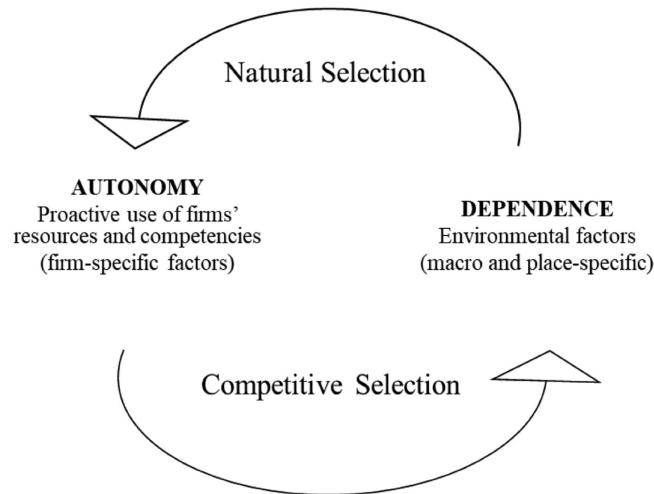 Natural Selection
AUTONOMY
Proactive use of firms’
resources and competencies
(firm-specific factors)
DEPENDENCE
Environmental factors
(macro and place-specific)
Competitive Selection